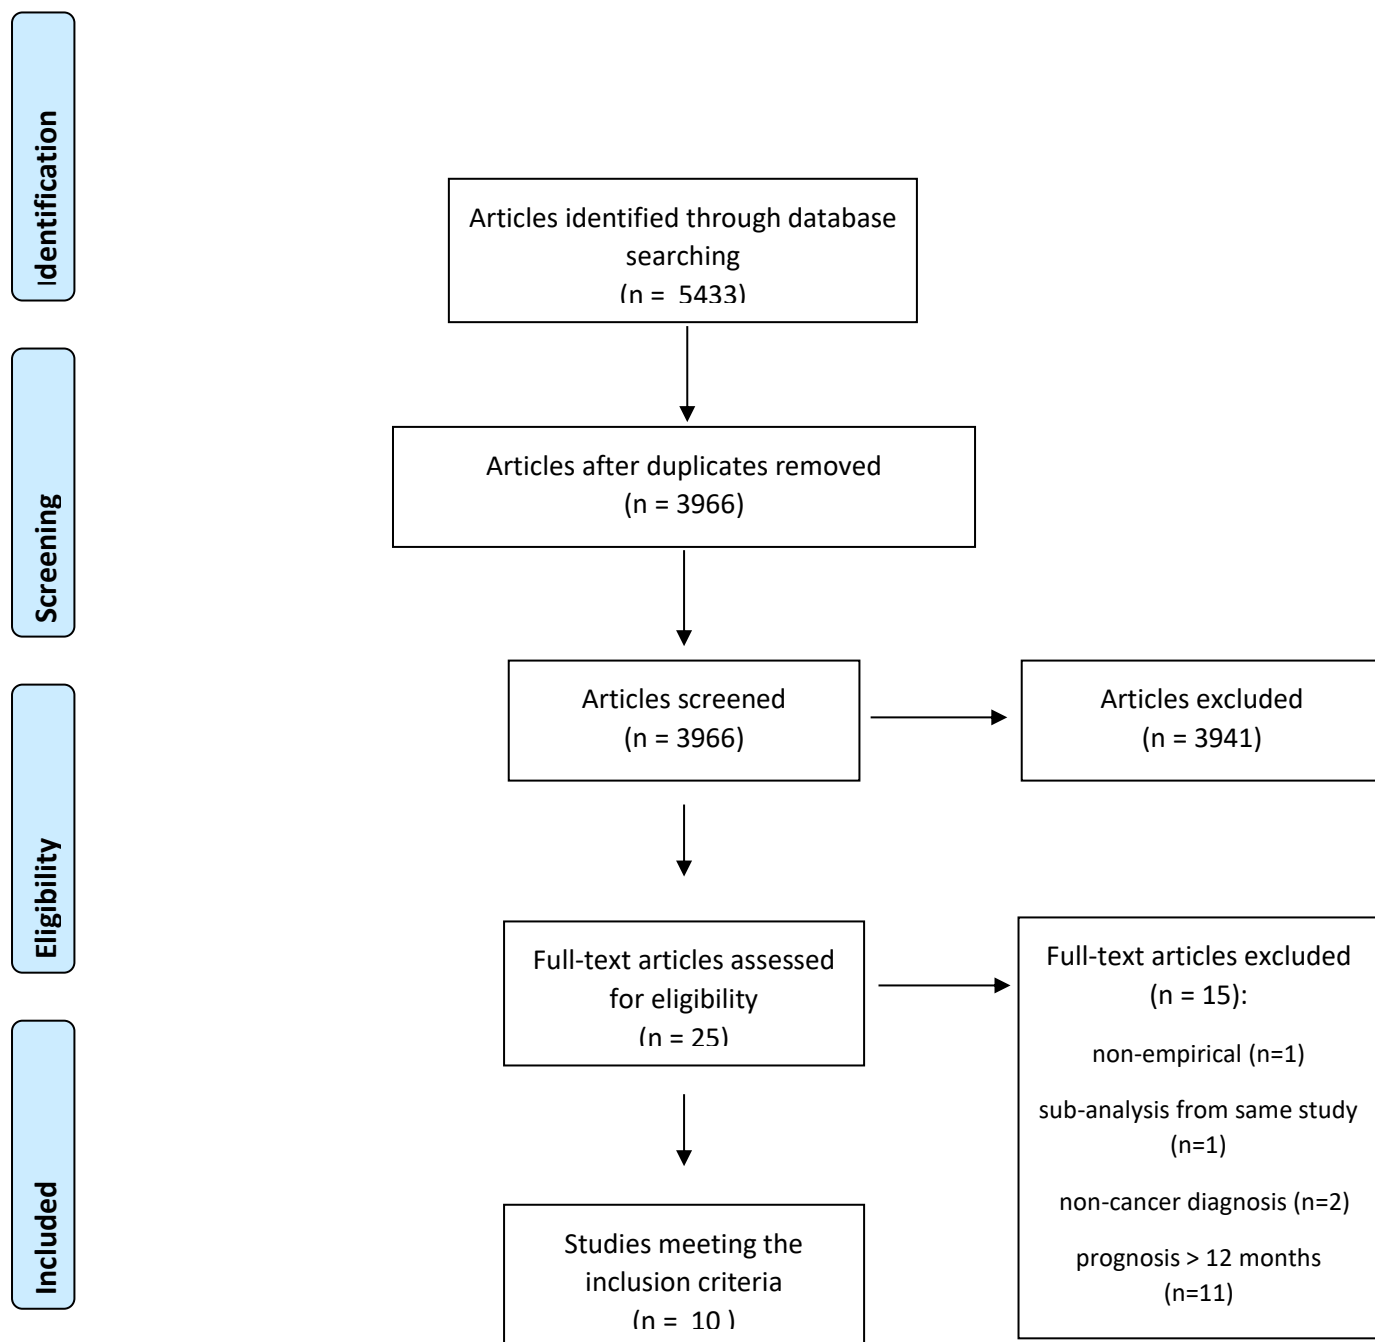 Identification
Articles identified through database
searching
(n = 5433)
Articles after duplicates removed
(n = 3966)
Screening
Articles screened
(n = 3966)
Articles excluded
(n = 3941)
Eligibility
Full-text articles assessed
for eligibility
(n = 25)
Full-text articles excluded
(n = 15):
non-empirical (n=1)
sub-analysis from same study
(n=1)
non-cancer diagnosis (n=2)
prognosis > 12 months
(n=11)
Included
Studies meeting the
inclusion criteria
(n = 10 )